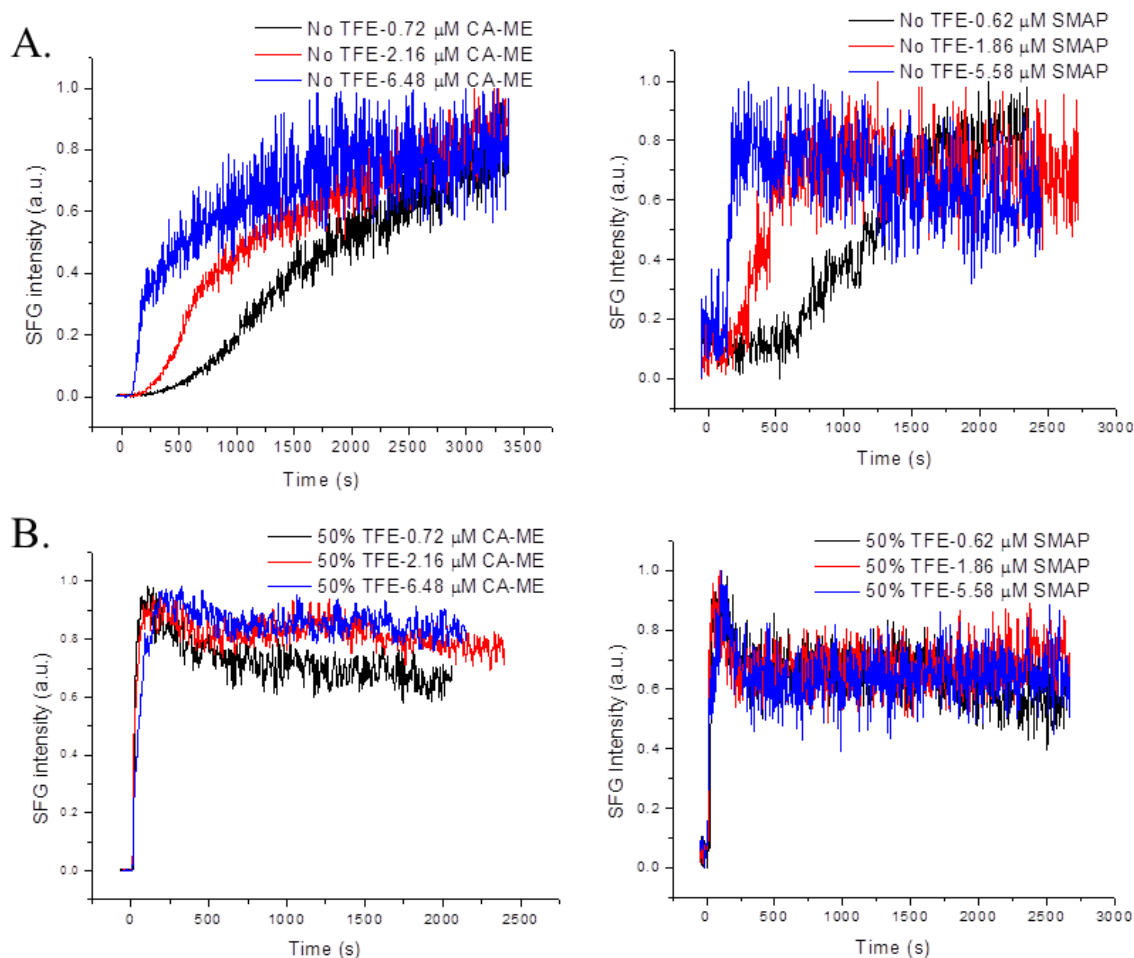 A.
No TFE-0.72 μM CA-ME
No TFE-2.16 μM CA-ME
No TFE-6.48 μM CA-ME
1.0
0.8
0.6
0.4
0.2
0.0
SFG intensity (a.u.)
0 500 1000 1500 2000 2500 3000 3500
Time (s)
No TFE-0.62 μM SMAP
No TFE-1.86 μM SMAP
No TFE-5.58 μM SMAP
1.0
0.8
0.6
0.4
0.2
0.0
SFG Intensity (a.u.)
0 500 1000 1500 2000 2500 3000
Time (s)
B.
50% TFE-0.72 μM CA-ME
50% TFE-2.16 μM CA-ME
50% TFE-6.48 μM CA-ME
1.0
0.8
0.6
0.4
0.2
0.0
SFG intensity (a.u.)
0 500 1000 1500 2000 2500
Time (s)
50% TFE-0.62 μM SMAP
50% TFE-1.86 μM SMAP
50% TFE-5.58 μM SMAP
1.0
0.8
0.6
0.4
0.2
0.0
SFG Intensity (a.u.)
0 500 1000 1500 2000 2500 3000
Time (s)